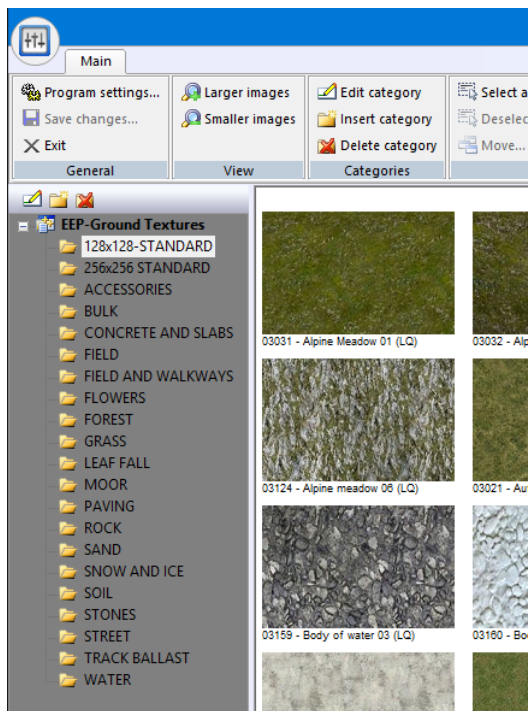 Main
Program settings...
Save changes...
Exit
General
Larger images
Smaller images
View
Edit category
Insert category
Delete category
Categories
Select a
Deselec
Move...
EEP-Ground Textures
128x128-STANDARD
256x256 STANDARD
ACCESSORIES
BULK
CONCRETE AND SLABS
FIELD
FIELD AND WALKWAYS
FLOWERS
FOREST
GRASS
LEAF FALL
MOOR
PAVING
ROCK
SAND
SNOW AND ICE
SOIL
STONES
STREET
TRACK BALLAST
WATER
03031 - Alpine Meadow 01 (LQ)
03032 - Alp
03124 - Alpine meadow 06 (LQ)
03021 - Au
03159 - Body of water 03 (LQ)
03160 - Bo